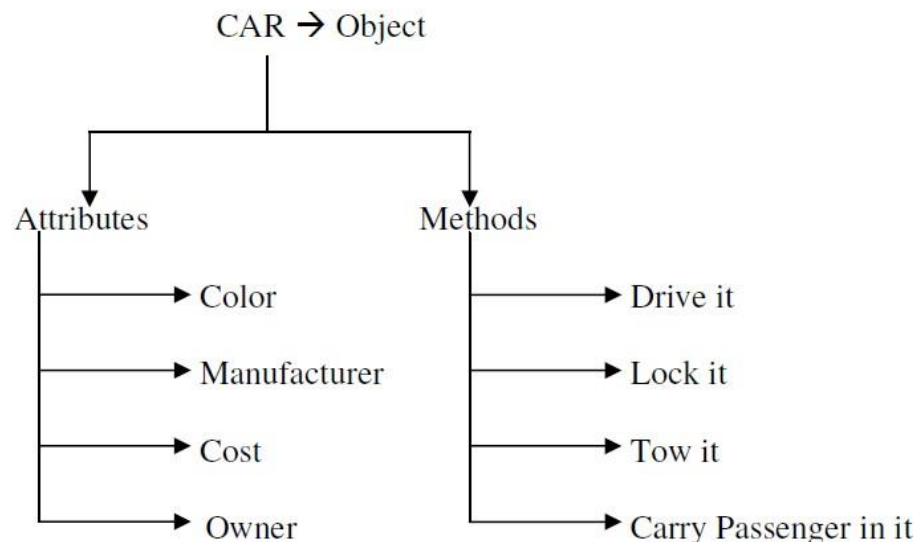 CAR → Object
Attributes
Methods
Color
Drive it
Manufacturer
Lock it
Cost
Tow it
Owner
Carry Passenger in it